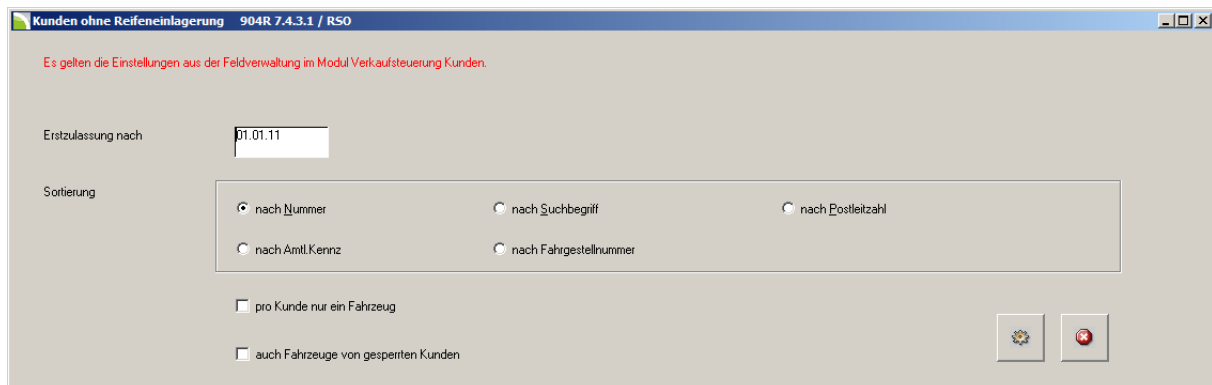 Kunden ohne Reifeneinlagerung 904R 7.4.3.1 / RSO
Es gelten die Einstellungen aus der Feldverwaltung im Modul Verkaufsteuerung Kunden.
Erstzulassung nach 01.01.11
Sortierung
nach Nummer nach Suchbegriff nach Postleitzahl
nach Amtl.Kennz nach Fahrgestellnummer
pro Kunde nur ein Fahrzeug
auch Fahrzeuge von gesperrten Kunden